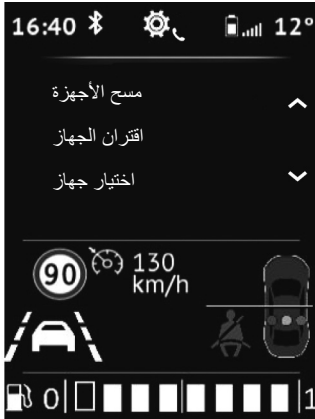 16:40 12°
مسح الأجهزة
اقتران الجهاز
اختيار جهاز
90 130
km/h
0 1